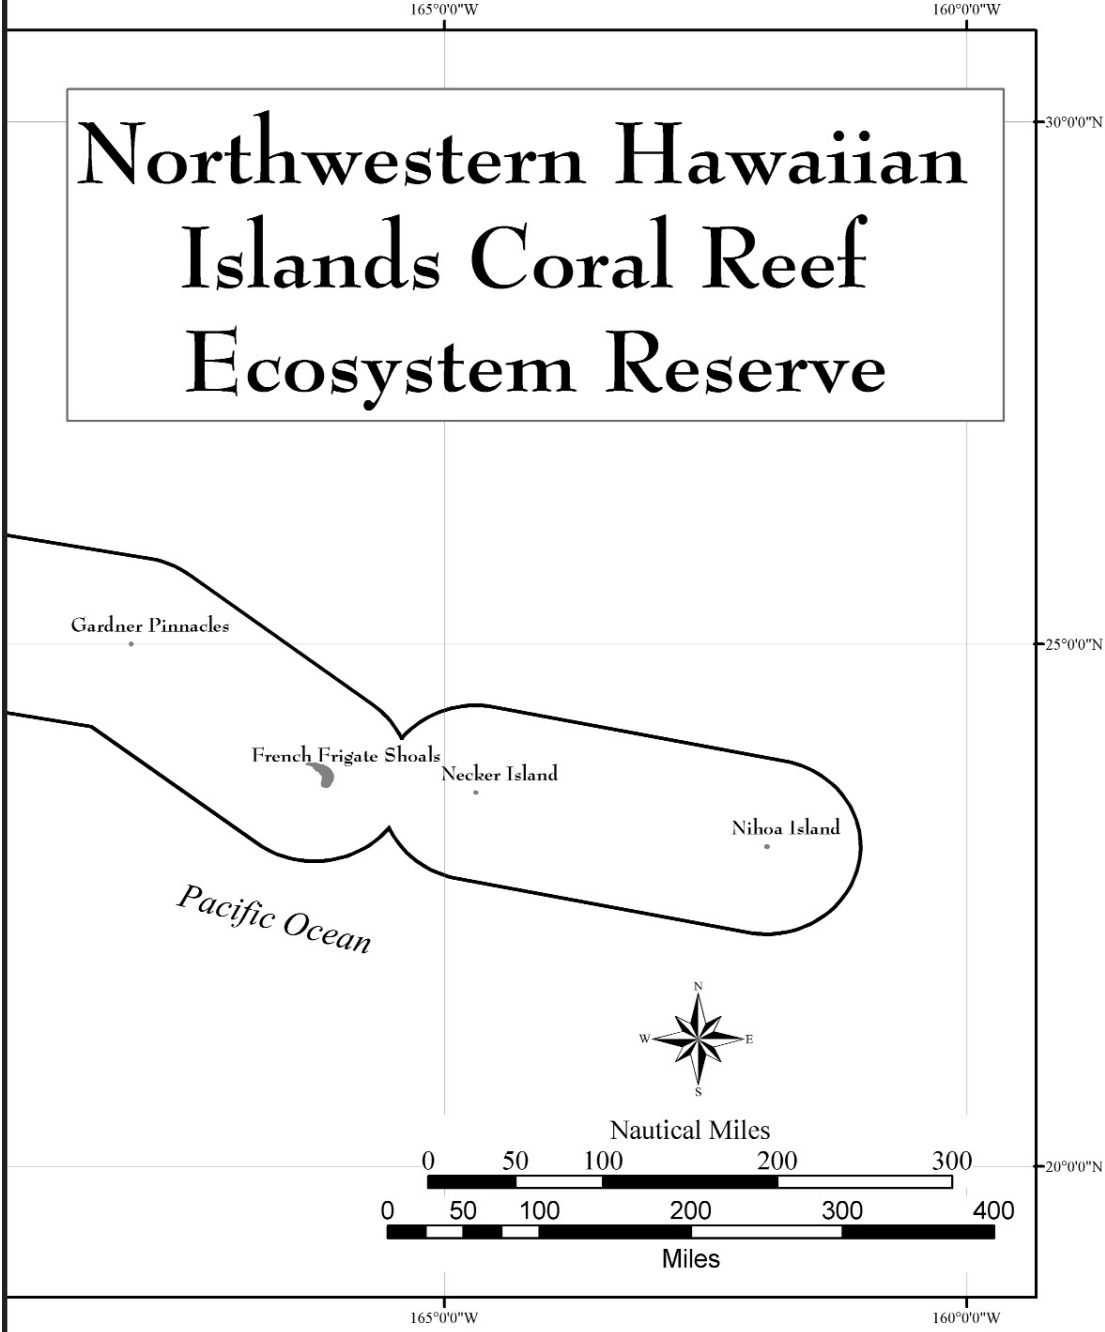 165°0'0"W 160°0'0"W
30°0'0"N
Northwestern Hawaiian
Islands Coral Reef
Ecosystem Reserve
Gardner Pinnacles
25°0'0"N
French Frigate Shoals
Necker Island
Nihoa Island
Pacific Ocean
N
W E
S
Nautical Miles
0 50 100 200 300
20°0'0"N
0 50 100 200 300 400
Miles
165°0'0"W 160°0'0"W